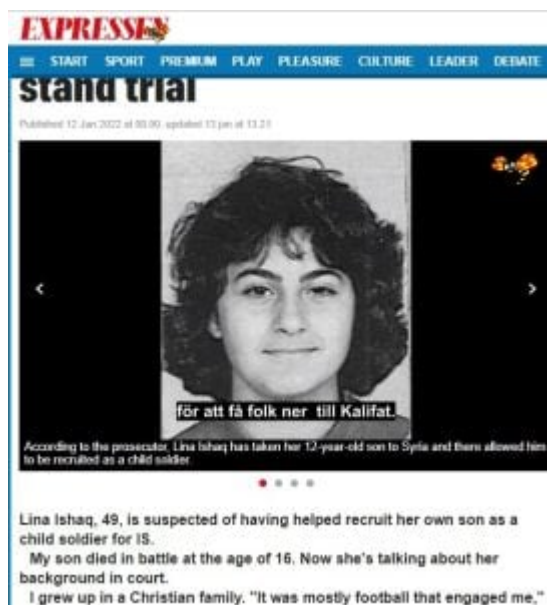 EXPRESSEN
START SPORT PREMIUM PLAY PLEASURE CULTURE LEADER DEBATE
stand trial
Published 12 Jan 2022 at 00.00, updated 13 jan at 13.21
för att få folk ner till Kalifat.
According to the prosecutor, Lina Ishaq has taken her 12-year-old son to Syria and there allowed him
to be recruited as a child soldier.
Lina Ishaq, 49, is suspected of having helped recruit her own son as a
child soldier for IS.
My son died in battle at the age of 16. Now she's talking about her
background in court.
I grew up in a Christian family. "It was mostly football that engaged me,"